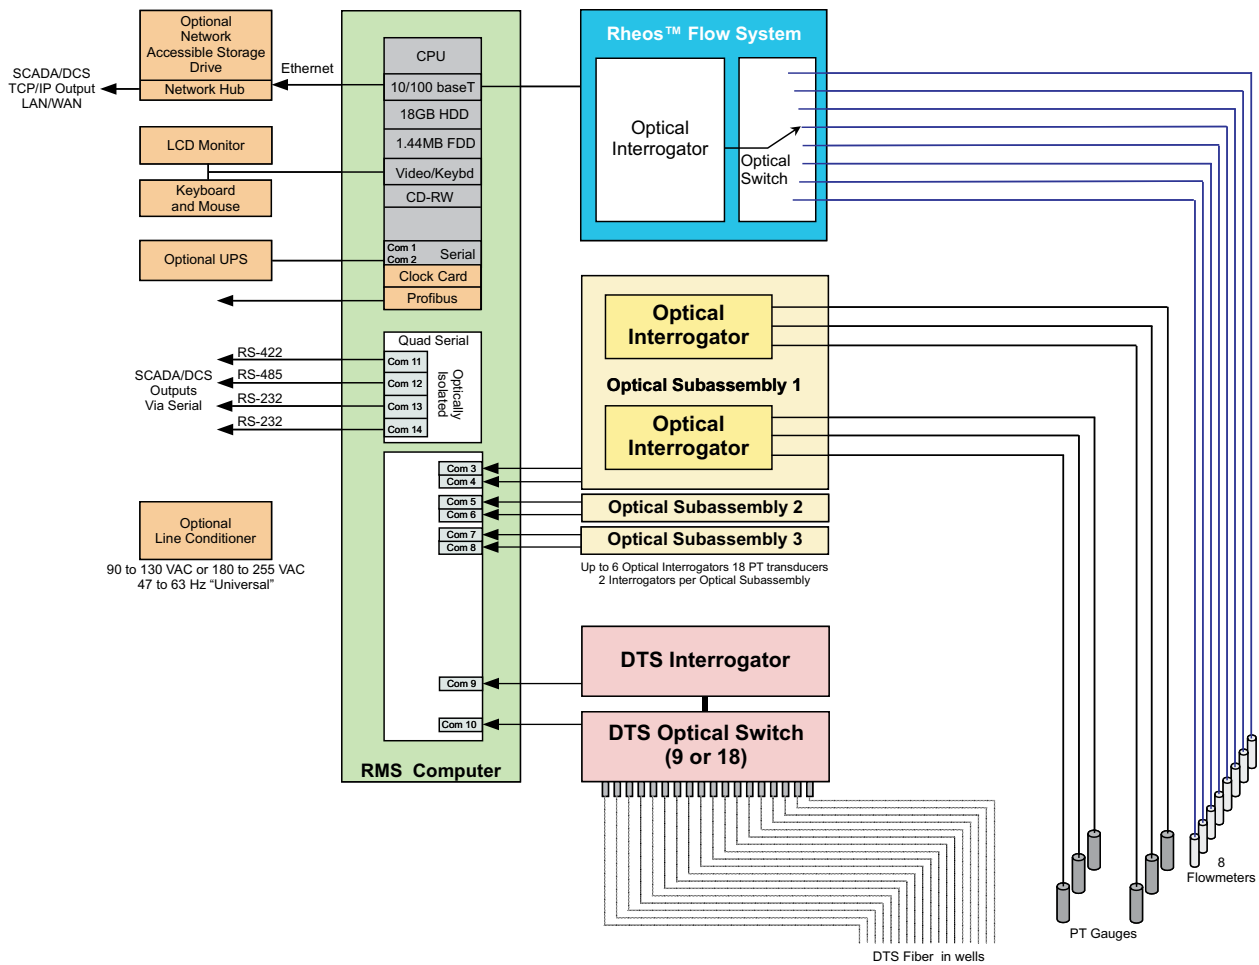 Optional
Network
Accessible Storage
Drive
Network Hub
SCADA/DCS
TCP/IP Output
LAN/WAN
Ethernet
LCD Monitor
Keyboard
and Mouse
Optional UPS
CPU
10/100 baseT
18GB HDD
1.44MB FDD
Video/Keybd
CD-RW
Com 1
Com 2
Serial
Clock Card
Profibus
Quad Serial
Com 11
Com 12
Com 13
Com 14
Optically
Isolated
RS-422
RS-485
RS-232
RS-232
SCADA/DCS
Outputs
Via Serial
Com 3
Com 4
Com 5
Com 6
Com 7
Com 8
Com 9
Com 10
RMS Computer
Optional
Line Conditioner
90 to 130 VAC or 180 to 255 VAC
47 to 63 Hz “Universal”
Rheos™ Flow System
Optical
Interrogator
Optical
Switch
Optical
Interrogator
Optical Subassembly 1
Optical
Interrogator
Optical Subassembly 2
Optical Subassembly 3
Up to 6 Optical Interrogators 18 PT transducers
2 Interrogators per Optical Subassembly
DTS Interrogator
DTS Optical Switch
(9 or 18)
DTS Fiber in wells
PT Gauges
8
Flowmeters